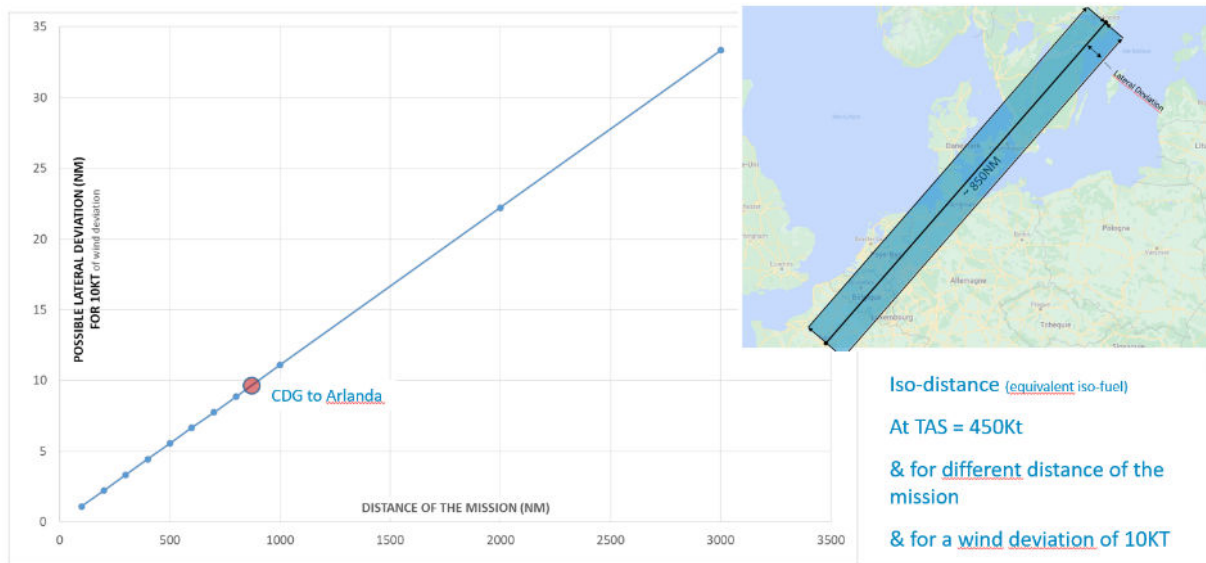 35
30
25
20
15
10
5
0
0
500
1000
1500
2000
2500
3000
3500
POSSIBLE LATERAL DEVIATION (NM)
FOR 10KT of wind deviation
DISTANCE OF THE MISSION (NM)
CDG to Arlanda
Lateral Deviation
~ 850NM
Allemagne
Pologne
Tchéquie
Luxembourg
Iso-distance (equivalent iso-fuel)
At TAS = 450Kt
& for different distance of the
mission
& for a wind deviation of 10KT